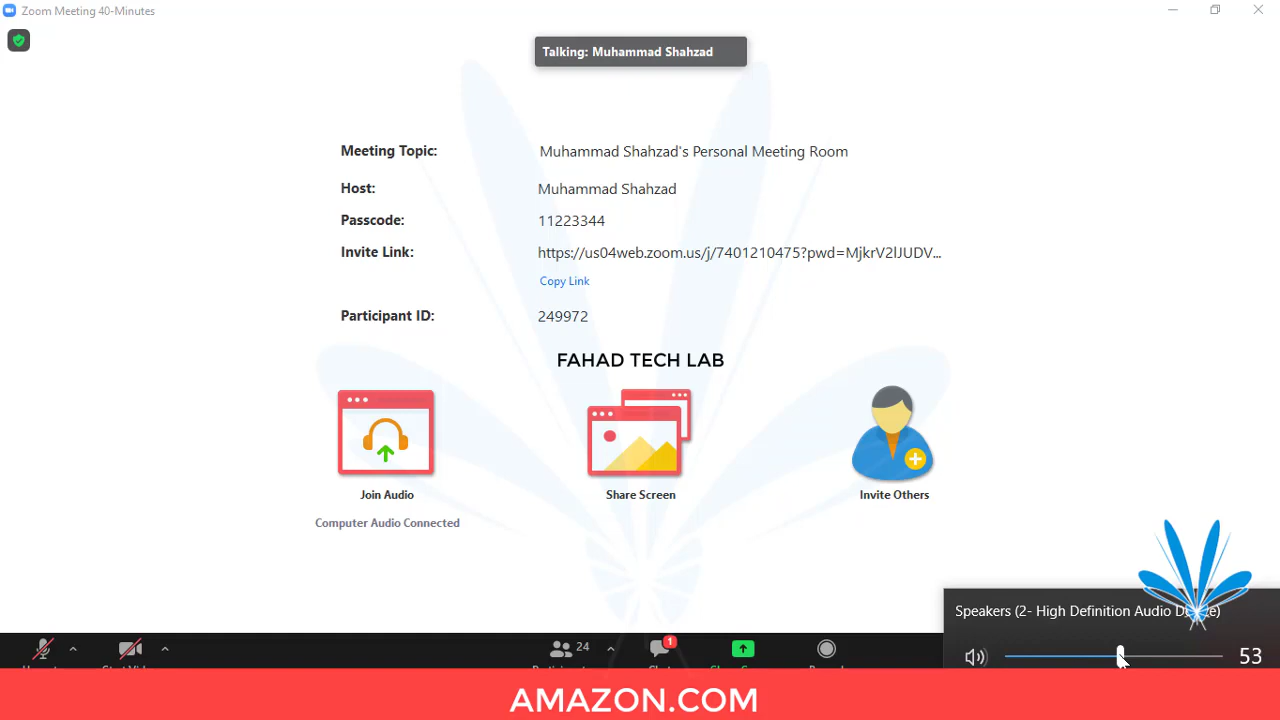 Zoom Meeting 40-Minutes
Talking: Muhammad Shahzad
Meeting Topic: Muhammad Shahzad's Personal Meeting Room
Host: Muhammad Shahzad
Passcode: 11223344
Invite Link: https://us04web.zoom.us/j/7401210475?pwd=MjkrV2lJUDV...
Copy Link
Participant ID: 249972
FAHAD TECH LAB
Join Audio Share Screen Invite Others
Computer Audio Connected
Speakers (2- High Definition Audio
24 1
53
AMAZON.COM